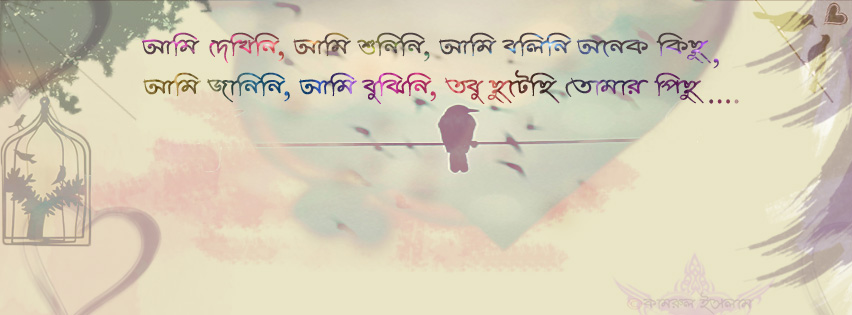 আমি দেখিনি, আমি শুনিনি, আমি বলিনি অনেক কিছু,
আমি জানিনি, আমি বুঝিনি, তবু ছুটেছি তোমার পিছু ....